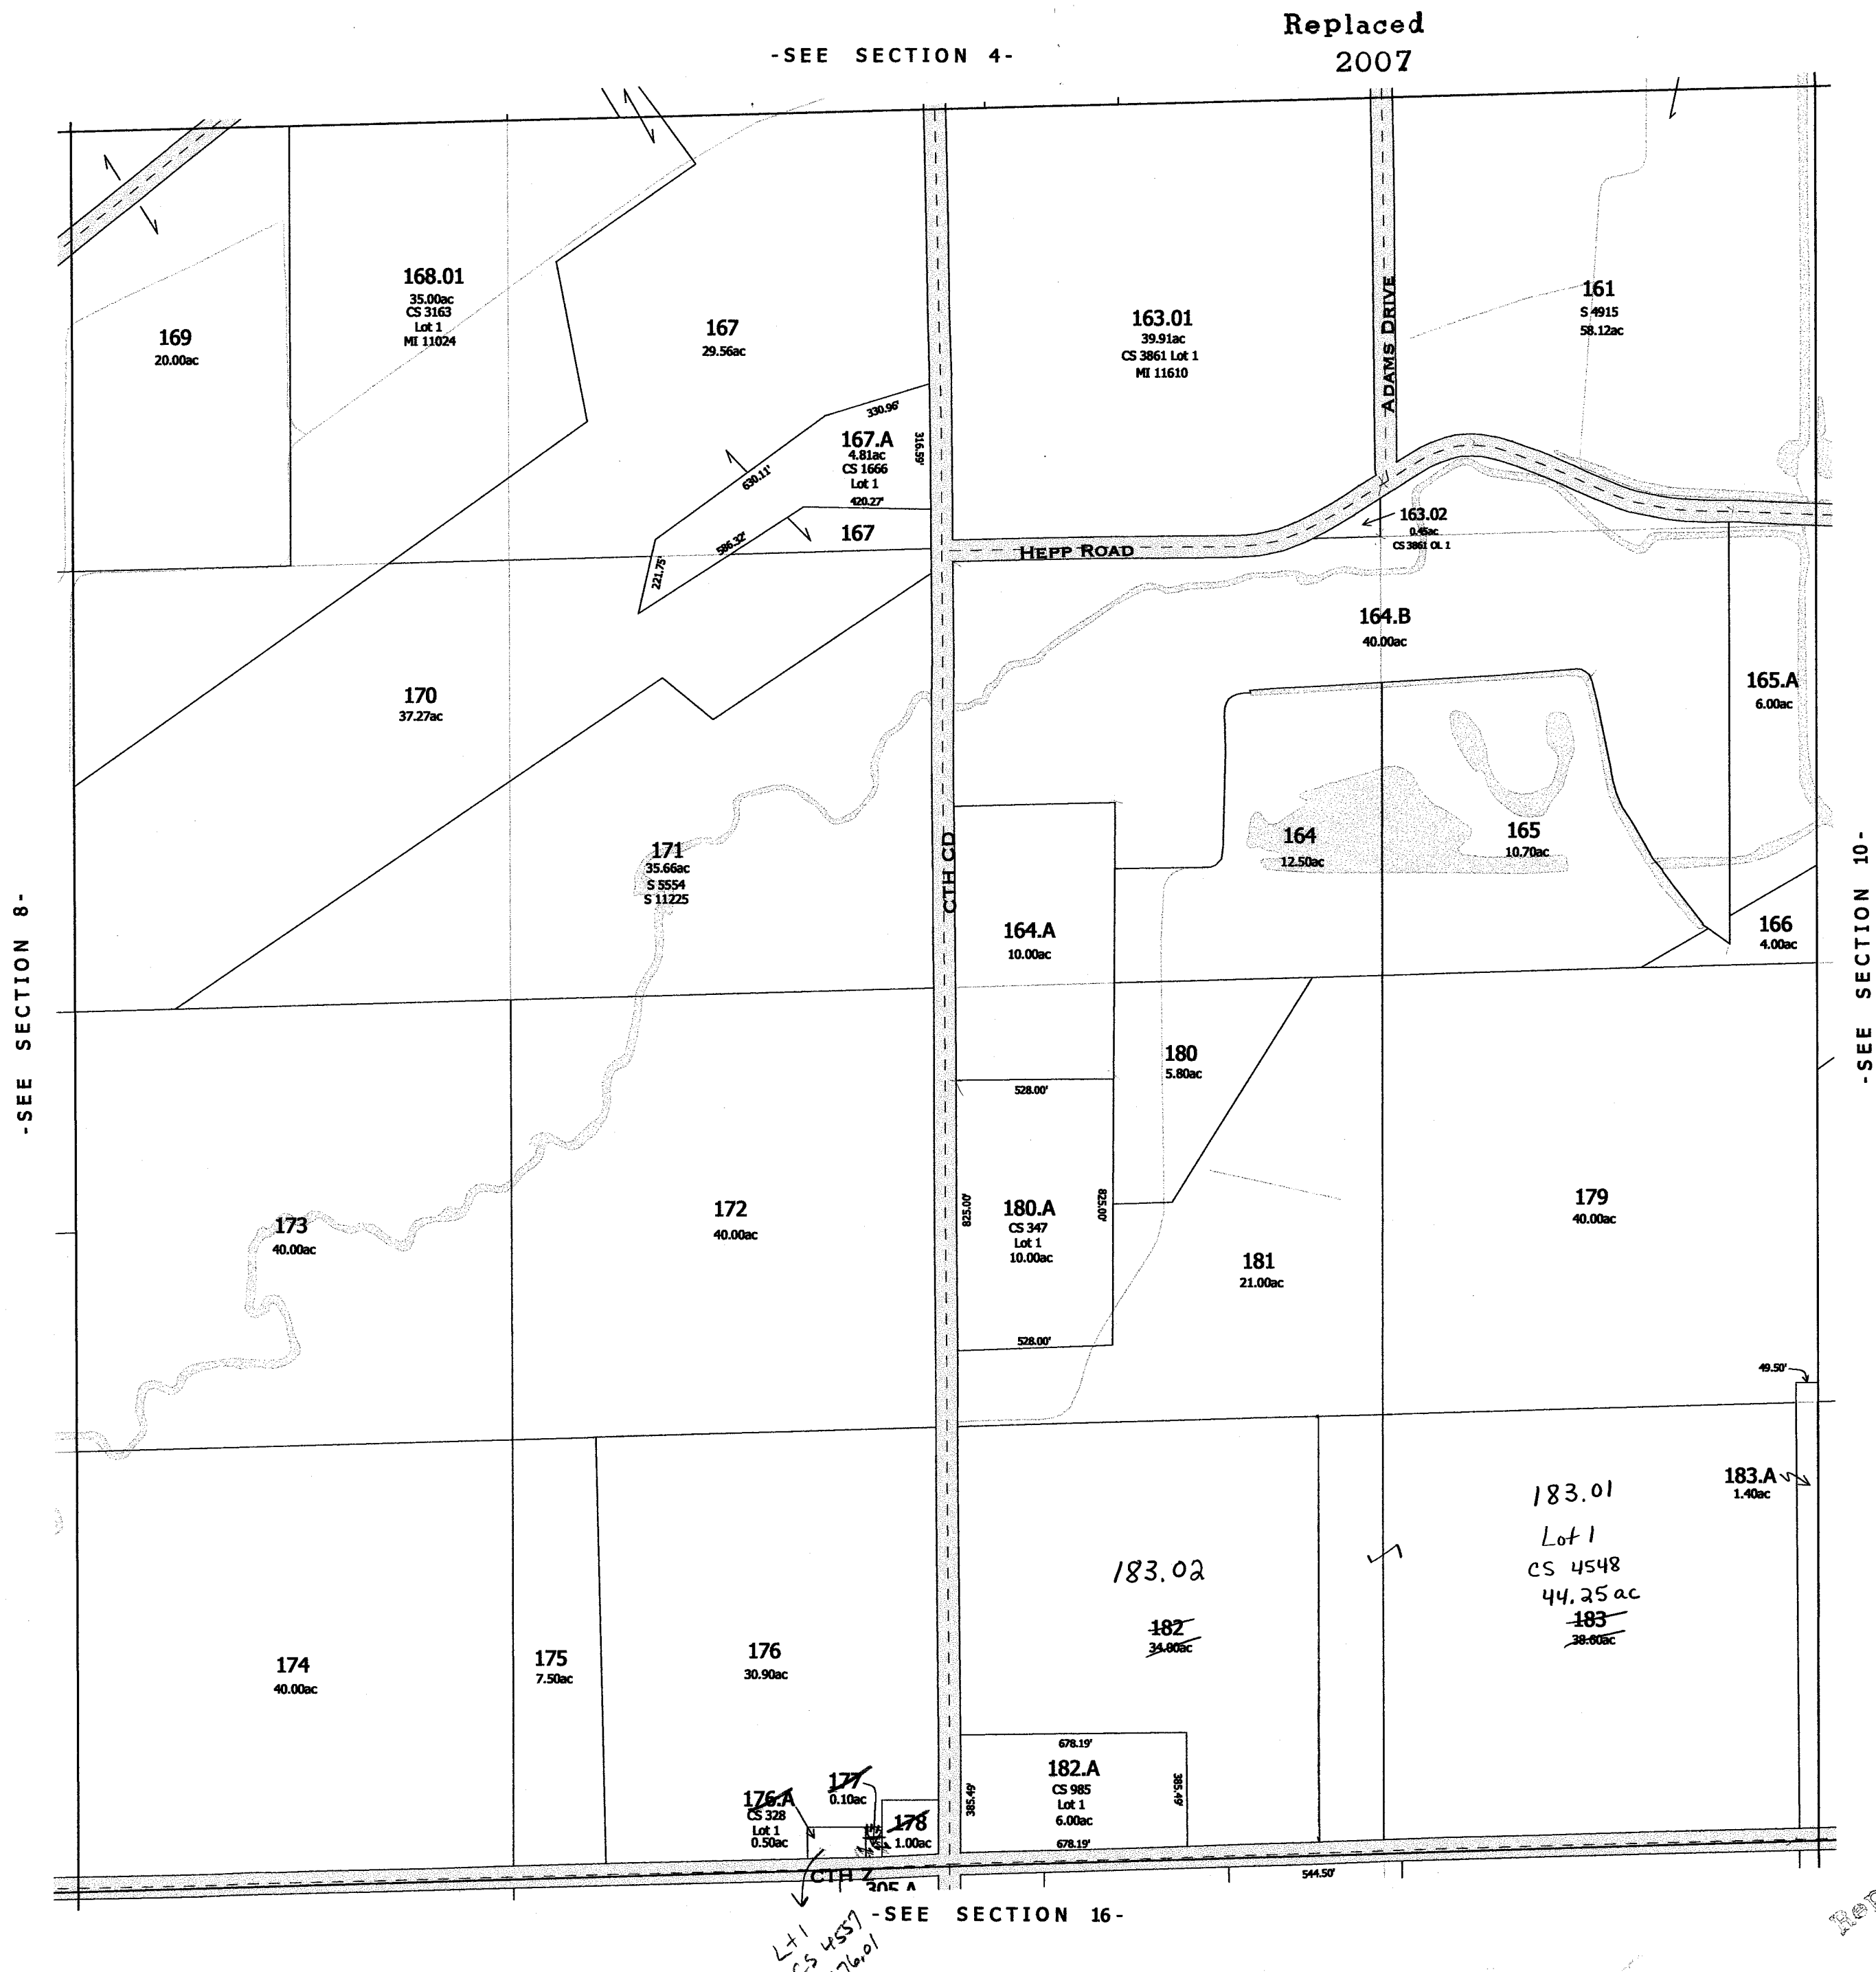 Replaced
2007
-SEE SECTION 4-
168.01
35.00ac
CS 3163
Lot 1
MI 11024
169
20.00ac
167
29.56ac
163.01
39.91ac
CS 3861 Lot 1
MI 11610
ADAMS DRIVE
161
S 4915
58.12ac
330.96'
316.59'
167.A
4.81ac
CS 1666
Lot 1
630.11'
420.27'
586.32'
167
221.75'
HEPP ROAD
163.02
0.45ac
CS 3861 OL 1
164.B
40.00ac
165.A
6.00ac
170
37.27ac
171
35.66ac
S 5554
S 11225
CTH CD
164
12.50ac
165
10.70ac
-SEE SECTION 8-
-SEE SECTION 10-
164.A
10.00ac
166
4.00ac
180
5.80ac
528.00'
173
40.00ac
172
40.00ac
825.00'
180.A
CS 347
Lot 1
10.00ac
825.00'
528.00'
181
21.00ac
179
40.00ac
49.50'
183.A
1.40ac
183.01
Lot 1
CS 4548
44.25 ac
183
38.60ac
183.02
182
34.80ac
174
40.00ac
175
7.50ac
176
30.90ac
678.19'
182.A
CS 985
Lot 1
6.00ac
385.49'
385.49'
678.19'
177
0.10ac
176.A
CS 328
Lot 1
0.50ac
178
1.00ac
CTH Z
305.A
544.50'
-SEE SECTION 16-
Lt 1
CS 4557
76.01
Rep